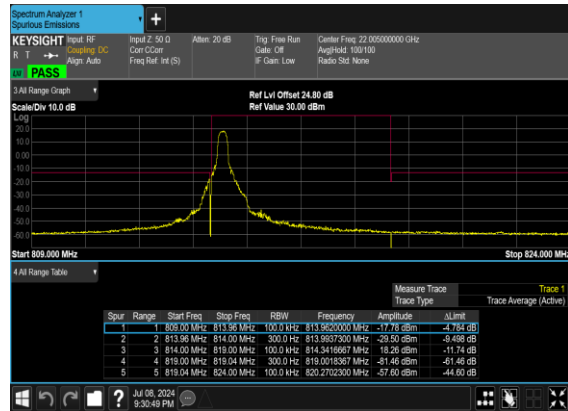 Spectrum Analyzer 1
Spurious Emissions
KEYSIGHT Input: RF Input Z: 50 Ω Atten: 20 dB Trig: Free Run Center Freq: 22.005000000 GHz
R T Coupling: DC Corr CCorr Gate: Off Avg|Hold: 100/100
Align: Auto Freq Ref: Int (S) IF Gain: Low Radio Std: None
LXI PASS
3 All Range Graph
Ref Lvl Offset 24.80 dB
Scale/Div 10.0 dB Ref Value 30.00 dBm
Log
20.0
10.0
0.00
-10.0
-20.0
-30.0
-40.0
-50.0
-60.0
Start 809.000 MHz Stop 824.000 MHz
4 All Range Table
Measure Trace Trace 1
Trace Type Trace Average (Active)
Spur Range Start Freq Stop Freq RBW Frequency Amplitude ΔLimit
1 1 809.00 MHz 813.96 MHz 100.0 kHz 813.9620000 MHz -17.78 dBm -4.784 dB
2 2 813.96 MHz 814.00 MHz 300.0 Hz 813.9937300 MHz -29.50 dBm -9.498 dB
3 3 814.00 MHz 819.00 MHz 100.0 kHz 814.3416667 MHz 18.26 dBm -11.74 dB
4 4 819.00 MHz 819.04 MHz 300.0 Hz 819.0018367 MHz -81.46 dBm -61.46 dB
5 5 819.04 MHz 824.00 MHz 100.0 kHz 820.2702300 MHz -57.60 dBm -44.60 dB
?
Jul 08, 2024
9:30:49 PM